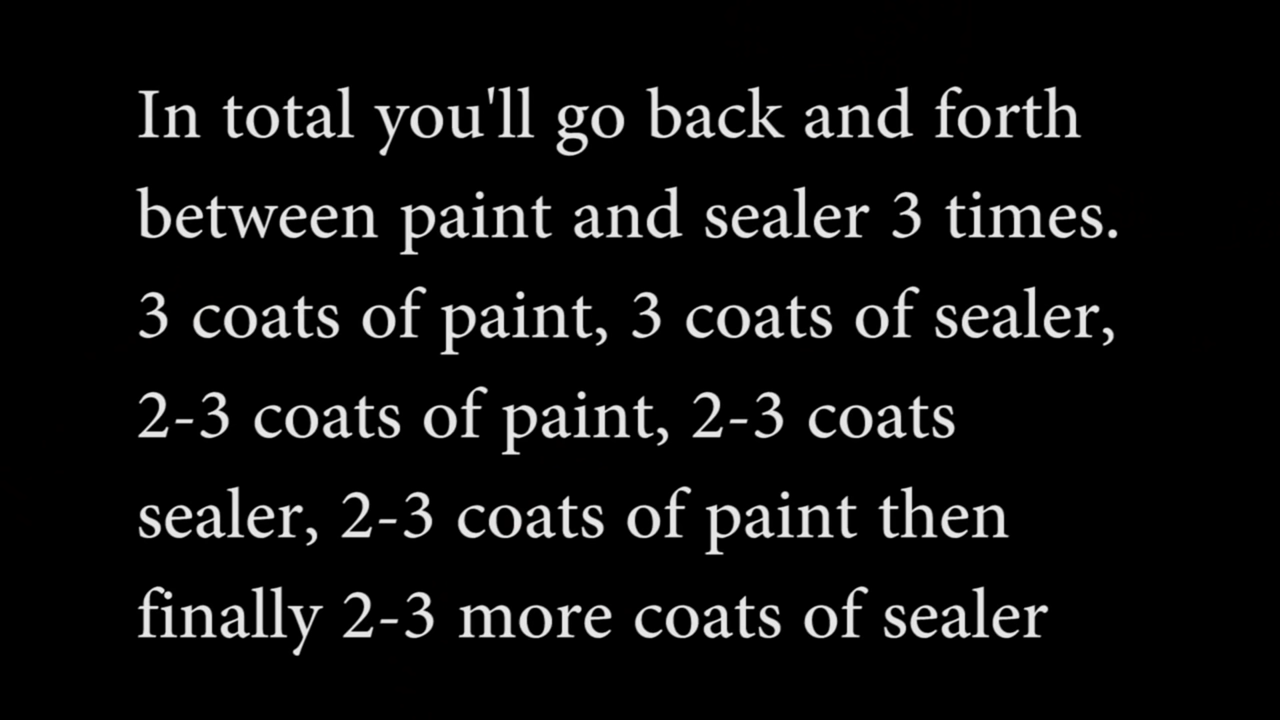 In total you'll go back and forth
between paint and sealer 3 times.
3 coats of paint, 3 coats of sealer,
2-3 coats of paint, 2-3 coats
sealer, 2-3 coats of paint then
finally 2-3 more coats of sealer